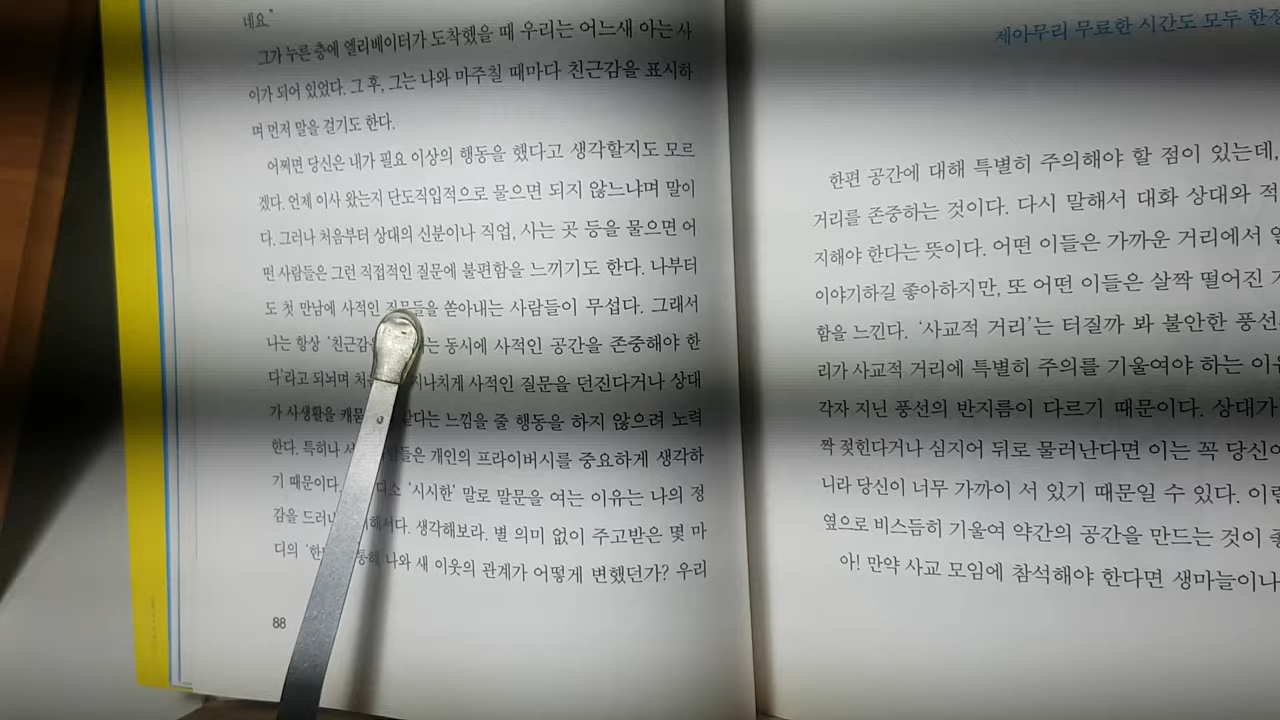 네요."
그가 누른 층에 엘리베이터가 도착했을 때 우리는 어느새 아는 사
이가 되어 있었다. 그 후, 그는 나와 마주칠 때마다 친근감을 표시하
며 먼저 말을 걸기도 한다.
어쩌면 당신은 내가 필요 이상의 행동을 했다고 생각할지도 모르
겠다. 언제 이사 왔는지 단도직입적으로 물으면 되지 않느냐며 말이
다. 그러나 처음부터 상대의 신분이나 직업, 사는 곳 등을 물으면 어
떤 사람들은 그런 직접적인 질문에 불편함을 느끼기도 한다. 나부터
도 첫 만남에 사적인 질문들을 쏟아내는 사람들이 무섭다. 그래서
나는 항상 '친근감을 는 동시에 사적인 공간을 존중해야 한
다'라고 되뇌며 지나치게 사적인 질문을 던진다거나 상대
가 사생활을 같다는 느낌을 줄 행동을 하지 않으려 노력
한다. 특히나 들은 개인의 프라이버시를 중요하게 생각하
기 때문이다. '시시한' 말로 말문을 여는 이유는 나의 정
감을 드러내 위해서다. 생각해보라. 별 의미 없이 주고받은 몇 마
디의 통해 나와 새 이웃의 관계가 어떻게 변했던가? 우리
88
제아무리 무료한 시간도 모두 한정
한편 공간에 대해 특별히 주의해야 할 점이 있는데,
거리를 존중하는 것이다. 다시 말해서 대화 상대와 적
지해야 한다는 뜻이다. 어떤 이들은 가까운 거리에서
이야기하길 좋아하지만, 또 어떤 이들은 살짝 떨어진
함을 느낀다. '사교적 거리'는 터질까 봐 불안한 풍선
리가 사교적 거리에 특별히 주의를 기울여야 하는 이유
각자 지닌 풍선의 반지름이 다르기 때문이다. 상대가
짝 젖힌다거나 심지어 뒤로 물러난다면 이는 꼭 당신이
니라 당신이 너무 가까이 서 있기 때문일 수 있다. 이런
옆으로 비스듬히 기울여 약간의 공간을 만드는 것이
아! 만약 사교 모임에 참석해야 한다면 생마늘이나